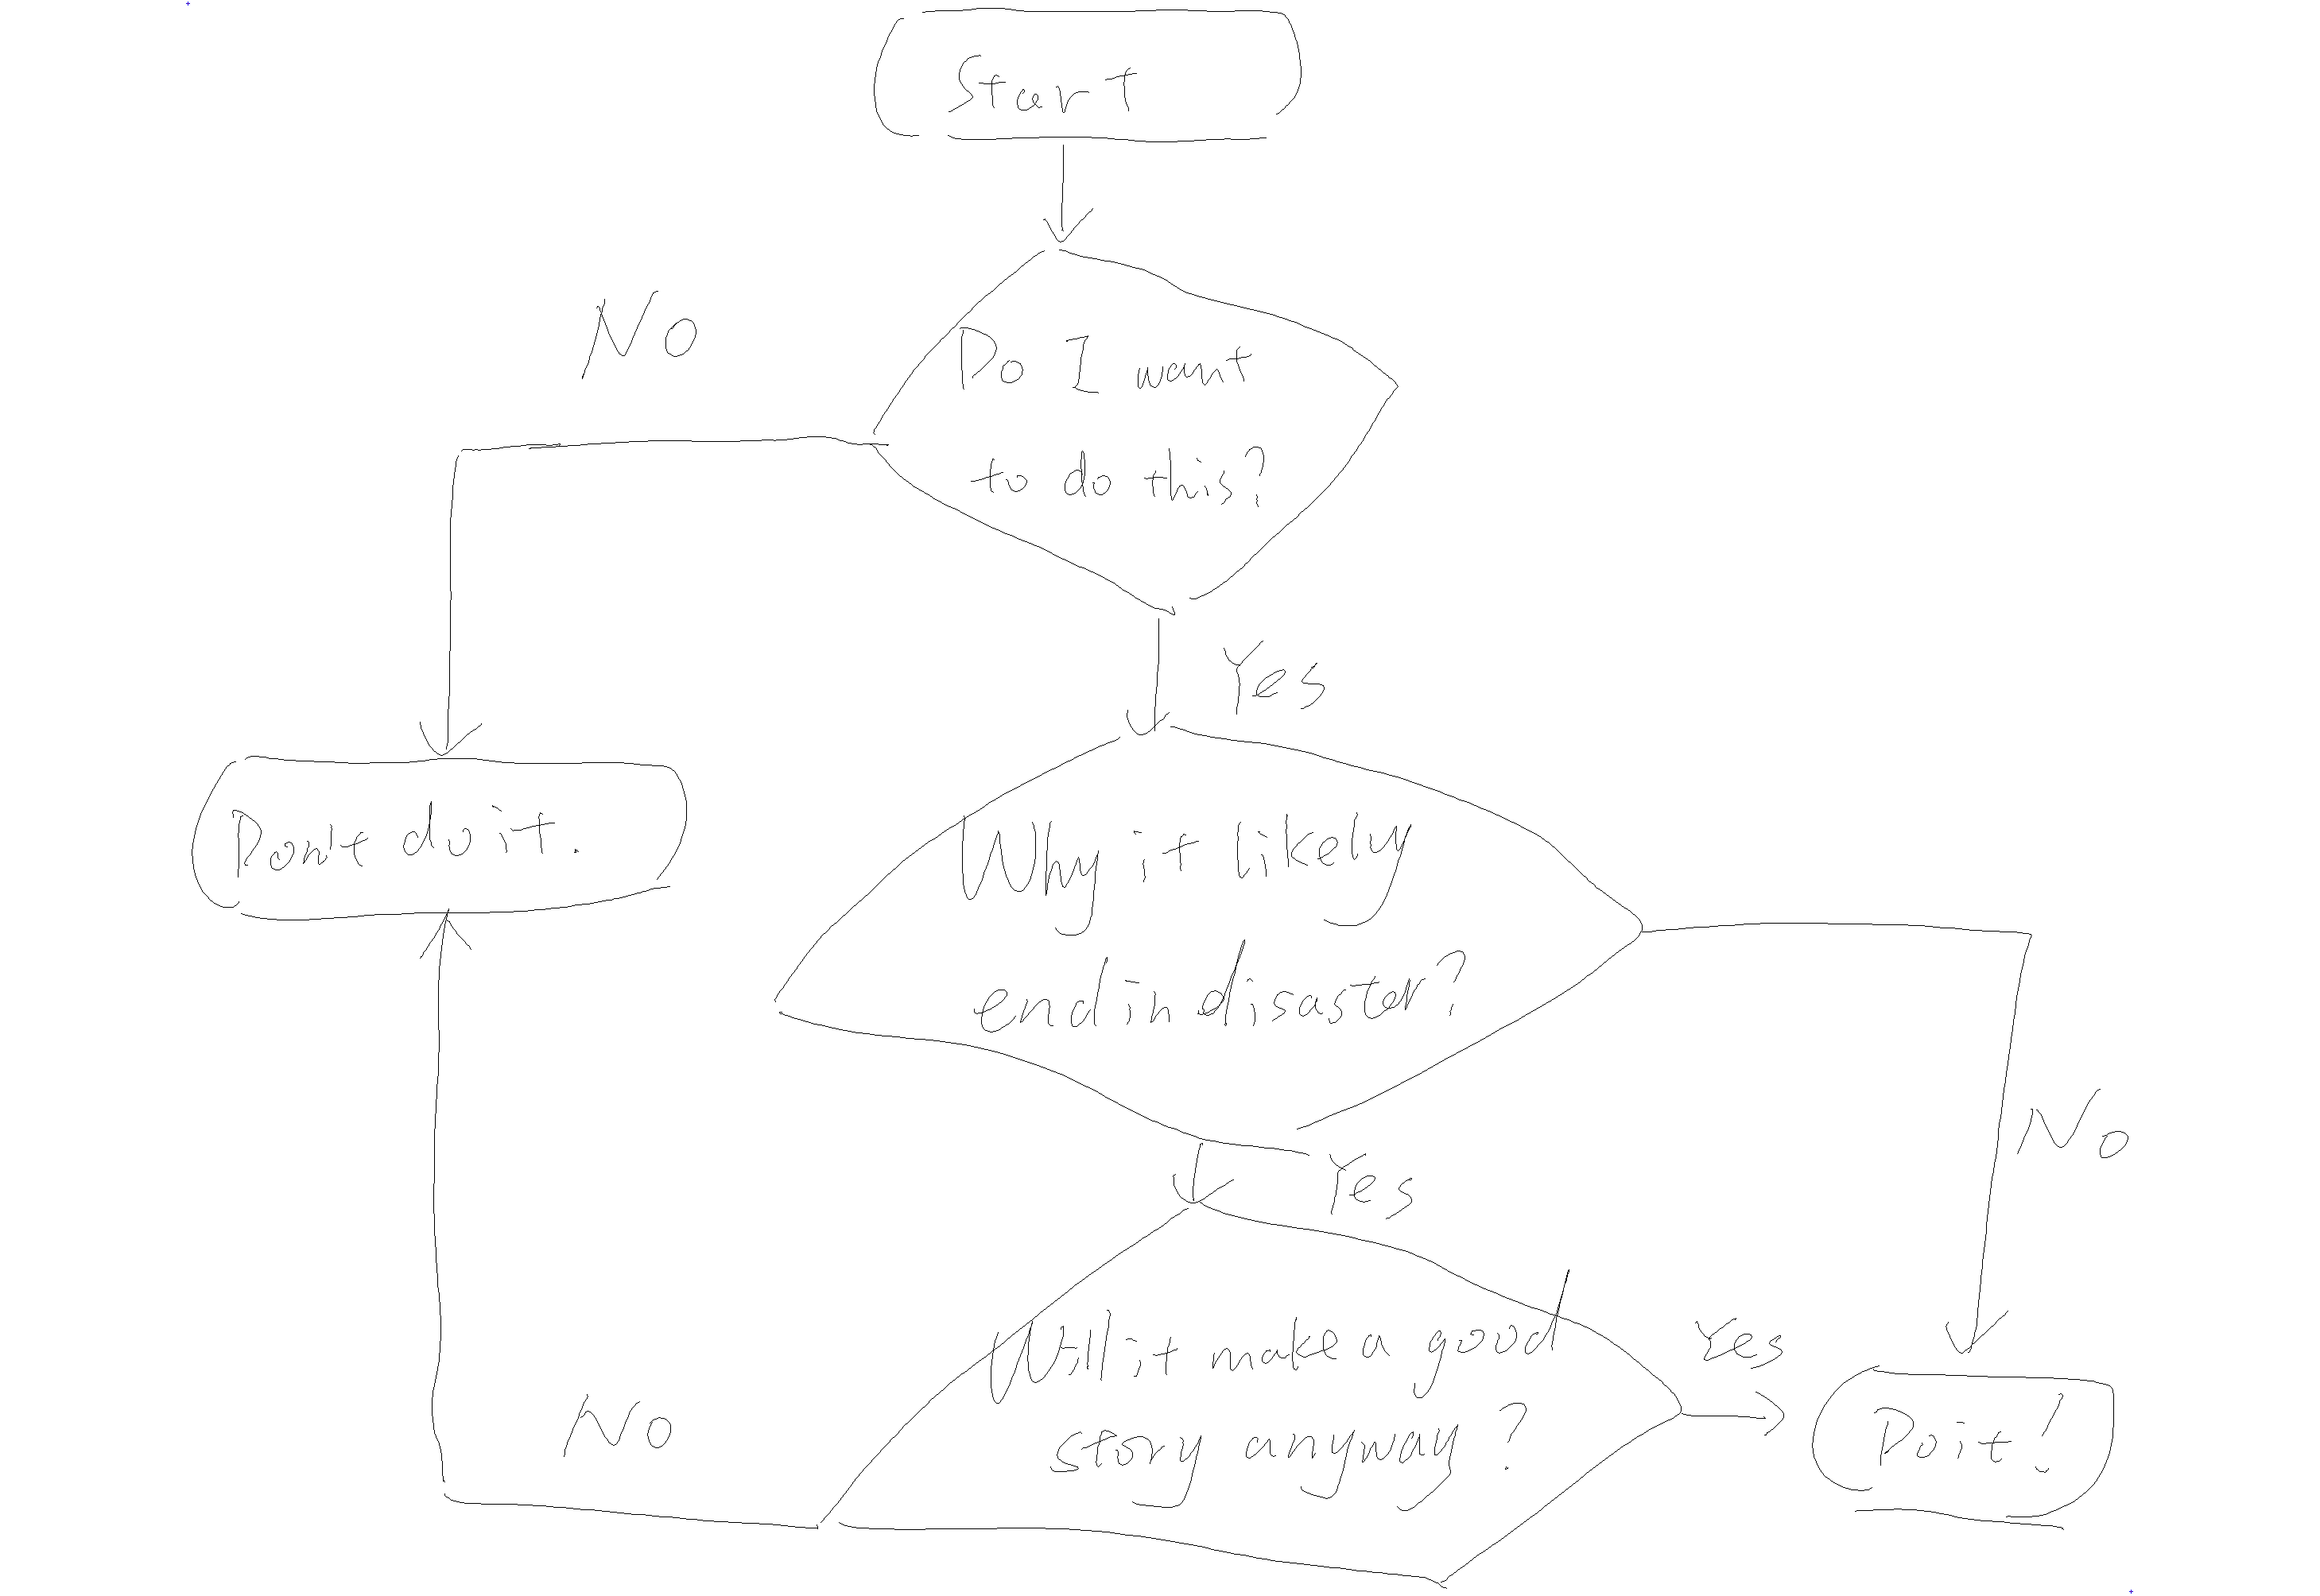 Start
No
Do I want
to do this?
Yes
Dont do it.
Why it likely
end in disaster?
No
Yes
Will it make a good
story anyway?
Yes
No
Do it!